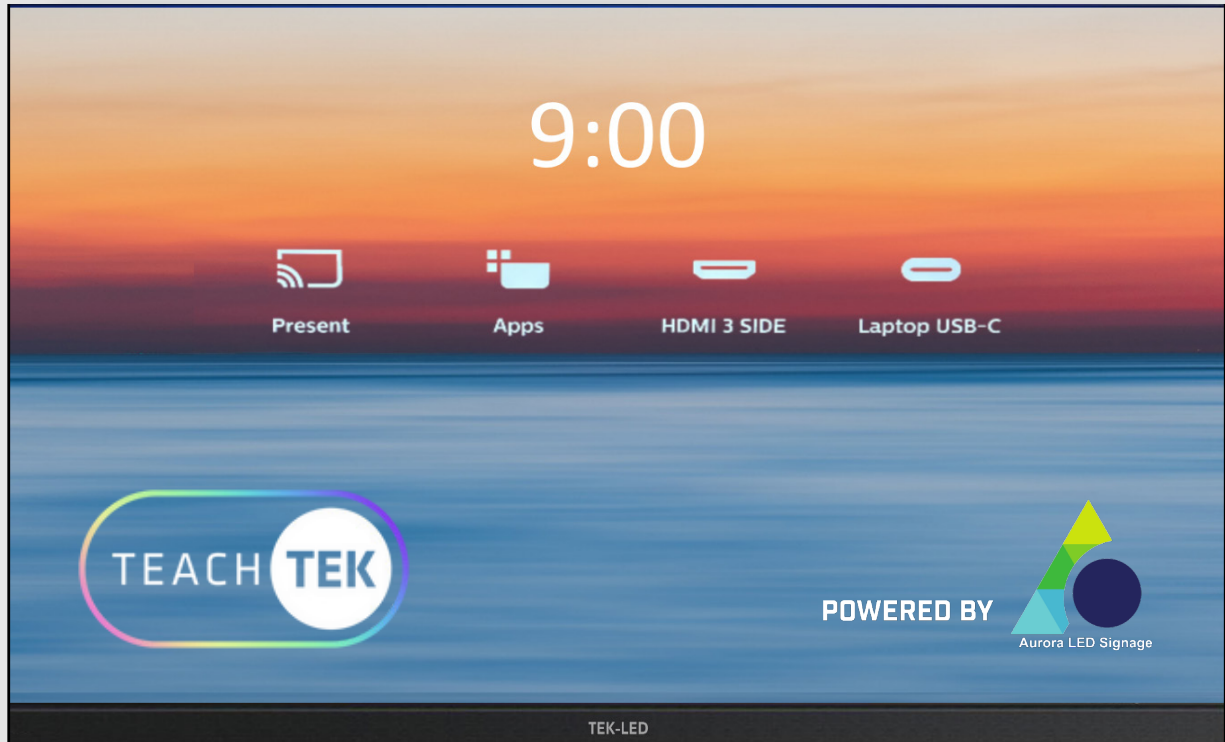 9:00
Present
Apps
HDMI 3 SIDE
Laptop USB-C
TEACH TEK
POWERED BY
Aurora LED Signage
TEK-LED